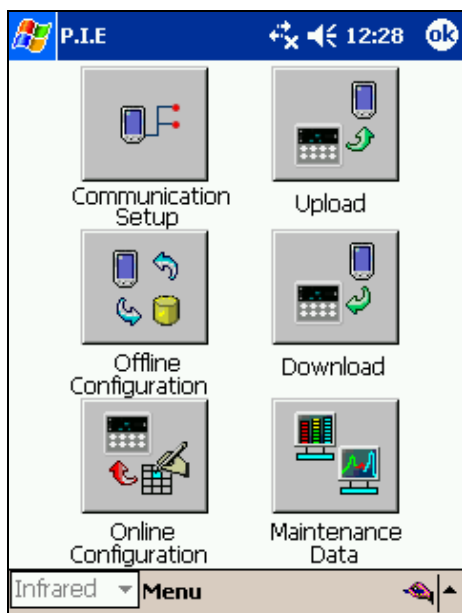 P.I.E 12:28 ok
Communication
Setup
Upload
Offline
Configuration
Download
Online
Configuration
Maintenance
Data
Infrared Menu